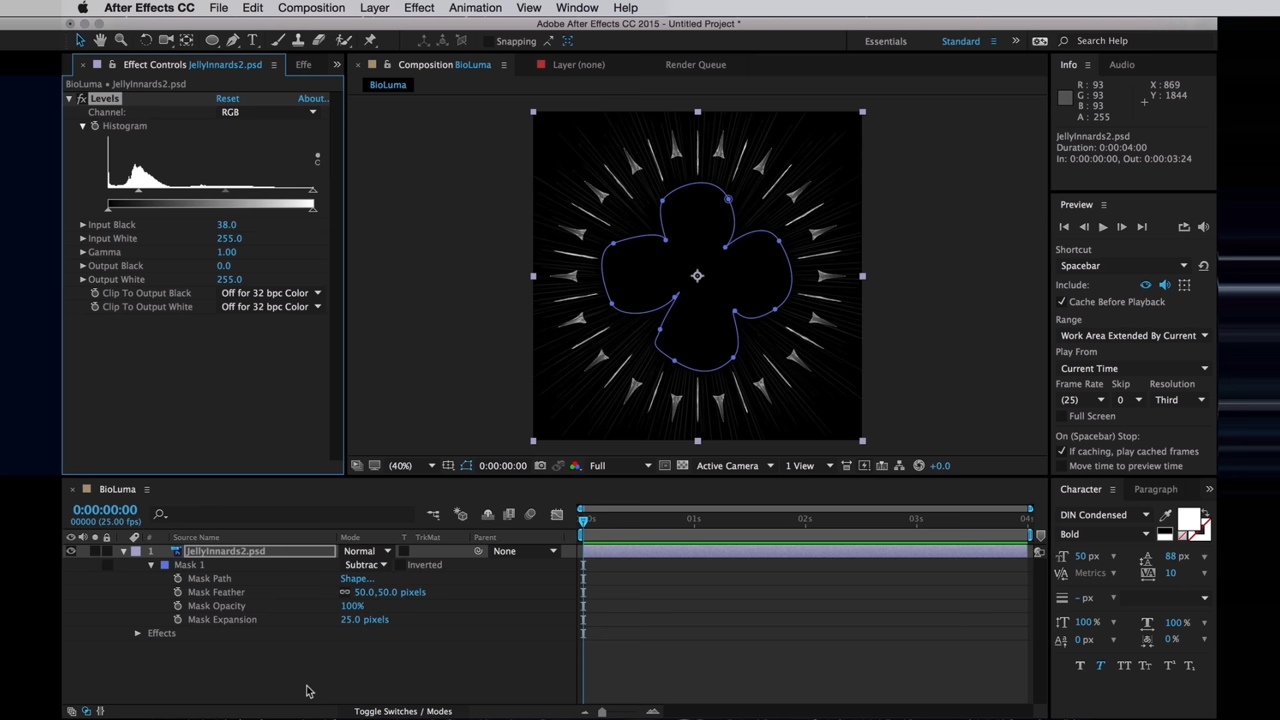 After Effects CC File Edit Composition Layer Effect Animation View Window Help
Adobe After Effects CC 2015 - Untitled Project *
Snapping
Essentials
Standard
Search Help
Effect Controls JellyInnards2.psd
Effe
Composition BioLuma
Layer (none)
Render Queue
Info
Audio
BioLuma • JellyInnards2.psd
BioLuma
Levels
Reset
About..
Channel:
RGB
Histogram
C
Input Black
38.0
Input White
255.0
Gamma
1.00
Output Black
0.0
Output White
255.0
Clip To Output Black
Off for 32 bpc Color
Clip To Output White
Off for 32 bpc Color
R : 93
G : 93
B : 93
A : 255
X : 869
Y : 1844
JellyInnards2.psd
Duration: 0:00:04:00
In: 0:00:00:00, Out: 0:00:03:24
Preview
Shortcut
Spacebar
Include:
Cache Before Playback
Range
Work Area Extended By Current
Play From
Current Time
Frame Rate
Skip
Resolution
(25)
0
Third
Full Screen
On (Spacebar) Stop:
If caching, play cached frames
Move time to preview time
(40%)
0:00:00:00
Full
Active Camera
1 View
+0.0
BioLuma
0:00:00:00
00000 (25.00 fps)
0s
01s
02s
03s
04s
#
Source Name
Mode
T
TrkMat
Parent
1
JellyInnards2.psd
Normal
None
Mask 1
Subtrac
Inverted
Mask Path
Shape...
Mask Feather
50.0,50.0 pixels
Mask Opacity
100%
Mask Expansion
25.0 pixels
Effects
Toggle Switches / Modes
Character
Paragraph
DIN Condensed
Bold
50 px
88 px
Metrics
10
- px
100 %
100 %
0 px
0 %